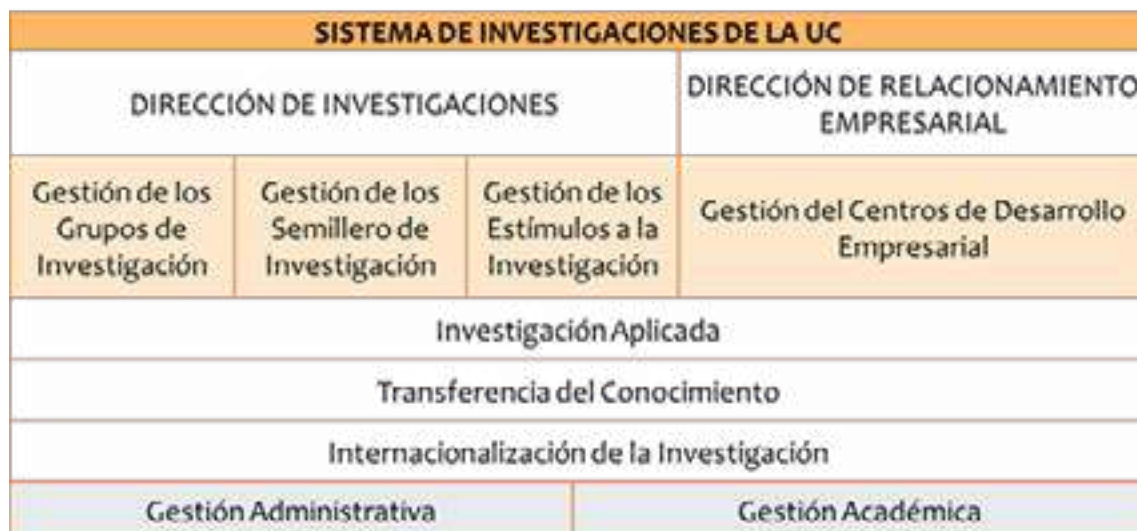 SISTEMA DE INVESTIGACIONES DE LA UC
DIRECCIÓN DE INVESTIGACIONES
DIRECCIÓN DE RELACIONAMIENTO
EMPRESARIAL
Gestión de los
Grupos de
Investigación
Gestión de los
Semillero de
Investigación
Gestión de los
Estímulos a la
Investigación
Gestión del Centros de Desarrollo
Empresarial
Investigación Aplicada
Transferencia del Conocimiento
Internacionalización de la Investigación
Gestión Administrativa
Gestión Académica